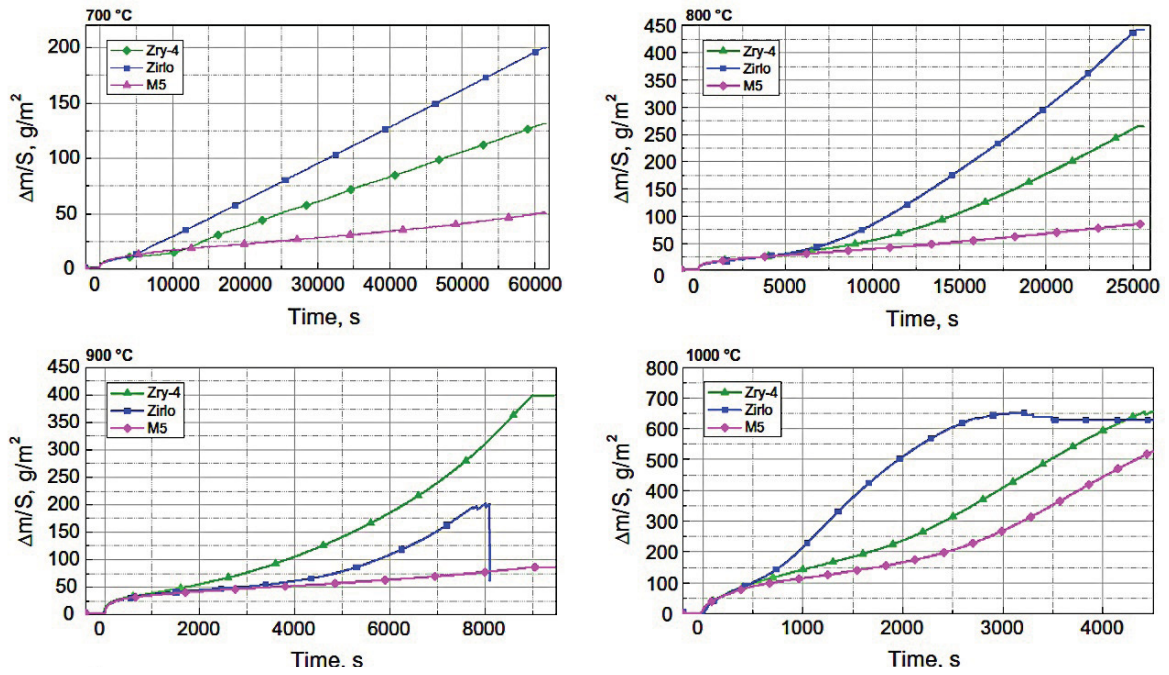 700 °C
Zry-4
Zirlo
M5
Δm/S, g/m²
200
150
100
50
0
0 10000 20000 30000 40000 50000 60000
Time, s
800 °C
Zry-4
Zirlo
M5
Δm/S, g/m²
450
400
350
300
250
200
150
100
50
0
0 5000 10000 15000 20000 25000
Time, s
900 °C
Zry-4
Zirlo
M5
Δm/S, g/m²
450
400
350
300
250
200
150
100
50
0
0 2000 4000 6000 8000
Time, s
1000 °C
Zry-4
Zirlo
M5
Δm/S, g/m²
800
700
600
500
400
300
200
100
0
0 1000 2000 3000 4000
Time, s